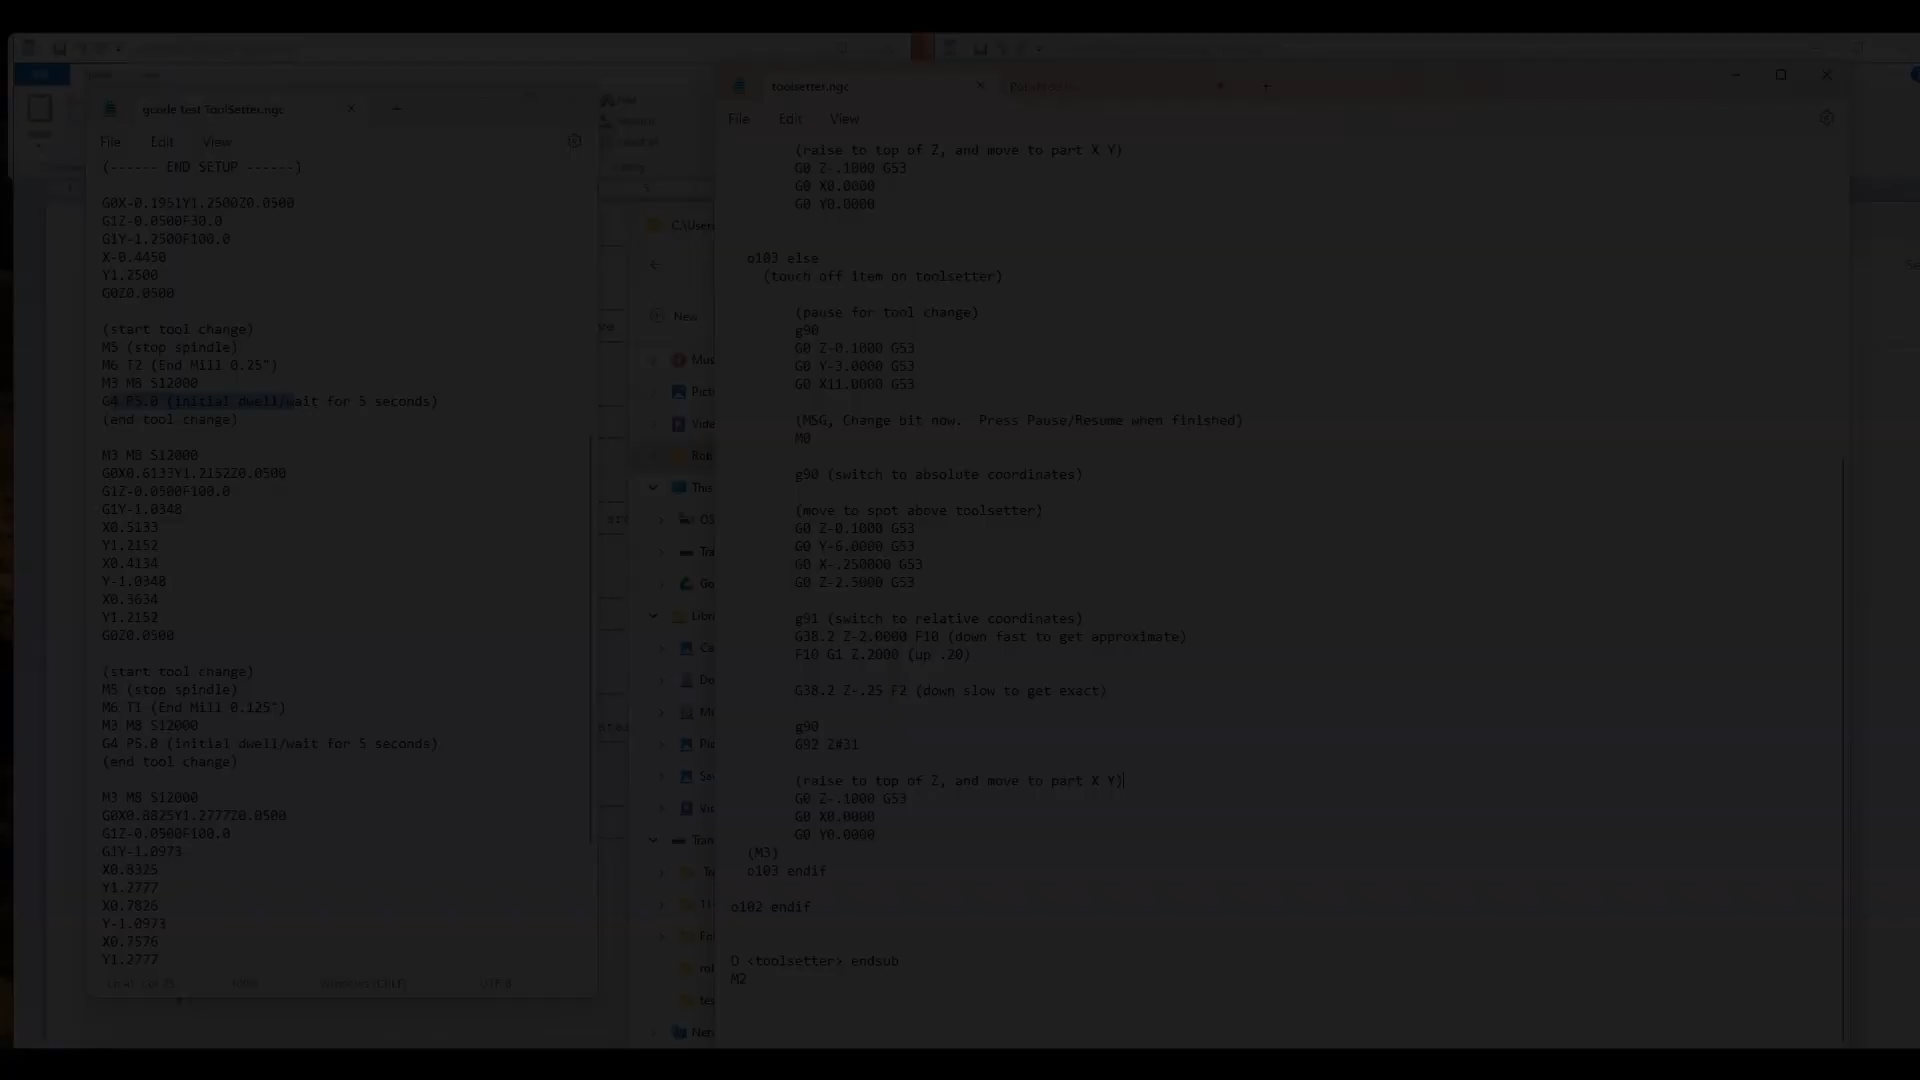 gcode test ToolSetter.ngc
File Edit View
(------ END SETUP ------)
G0X-0.1951Y1.2500Z0.0500
G1Z-0.0500F30.0
G1Y-1.2500F100.0
X-0.4450
Y1.2500
G0Z0.0500
(start tool change)
M5 (stop spindle)
M6 T2 (End Mill 0.25")
M3 M8 S12000
G4 P5.0 (initial dwell/wait for 5 seconds)
(end tool change)
M3 M8 S12000
G0X0.6133Y1.2152Z0.0500
G1Z-0.0500F100.0
G1Y-1.0348
X0.5133
Y1.2152
X0.4134
Y-1.0348
X0.3634
Y1.2152
G0Z0.0500
(start tool change)
M5 (stop spindle)
M6 T1 (End Mill 0.125")
M3 M8 S12000
G4 P5.0 (initial dwell/wait for 5 seconds)
(end tool change)
M3 M8 S12000
G0X0.8825Y1.2777Z0.0500
G1Z-0.0500F100.0
G1Y-1.0973
X0.8325
Y1.2777
X0.7826
Y-1.0973
X0.7576
Y1.2777
C:\User
New
Mus
Pict
Vide
Rob
This
OS
Tra
Go
Libra
Ca
Do
Mu
Pic
Sav
Vid
Tran
toolsetter.ngc
File Edit View
(raise to top of Z, and move to part X Y)
G0 Z-.1000 G53
G0 X0.0000
G0 Y0.0000
o103 else
(touch off item on toolsetter)
(pause for tool change)
g90
G0 Z-0.1000 G53
G0 Y-3.0000 G53
G0 X11.0000 G53
(MSG, Change bit now.  Press Pause/Resume when finished)
M0
g90 (switch to absolute coordinates)
(move to spot above toolsetter)
G0 Z-0.1000 G53
G0 Y-6.0000 G53
G0 X-.250000 G53
G0 Z-2.5000 G53
g91 (switch to relative coordinates)
G38.2 Z-2.0000 F10 (down fast to get approximate)
F10 G1 Z.2000 (up .20)
G38.2 Z-.25 F2 (down slow to get exact)
g90
G92 Z#31
(raise to top of Z, and move to part X Y)
G0 Z-.1000 G53
G0 X0.0000
G0 Y0.0000
(M3)
o103 endif
o102 endif
O <toolsetter> endsub
M2